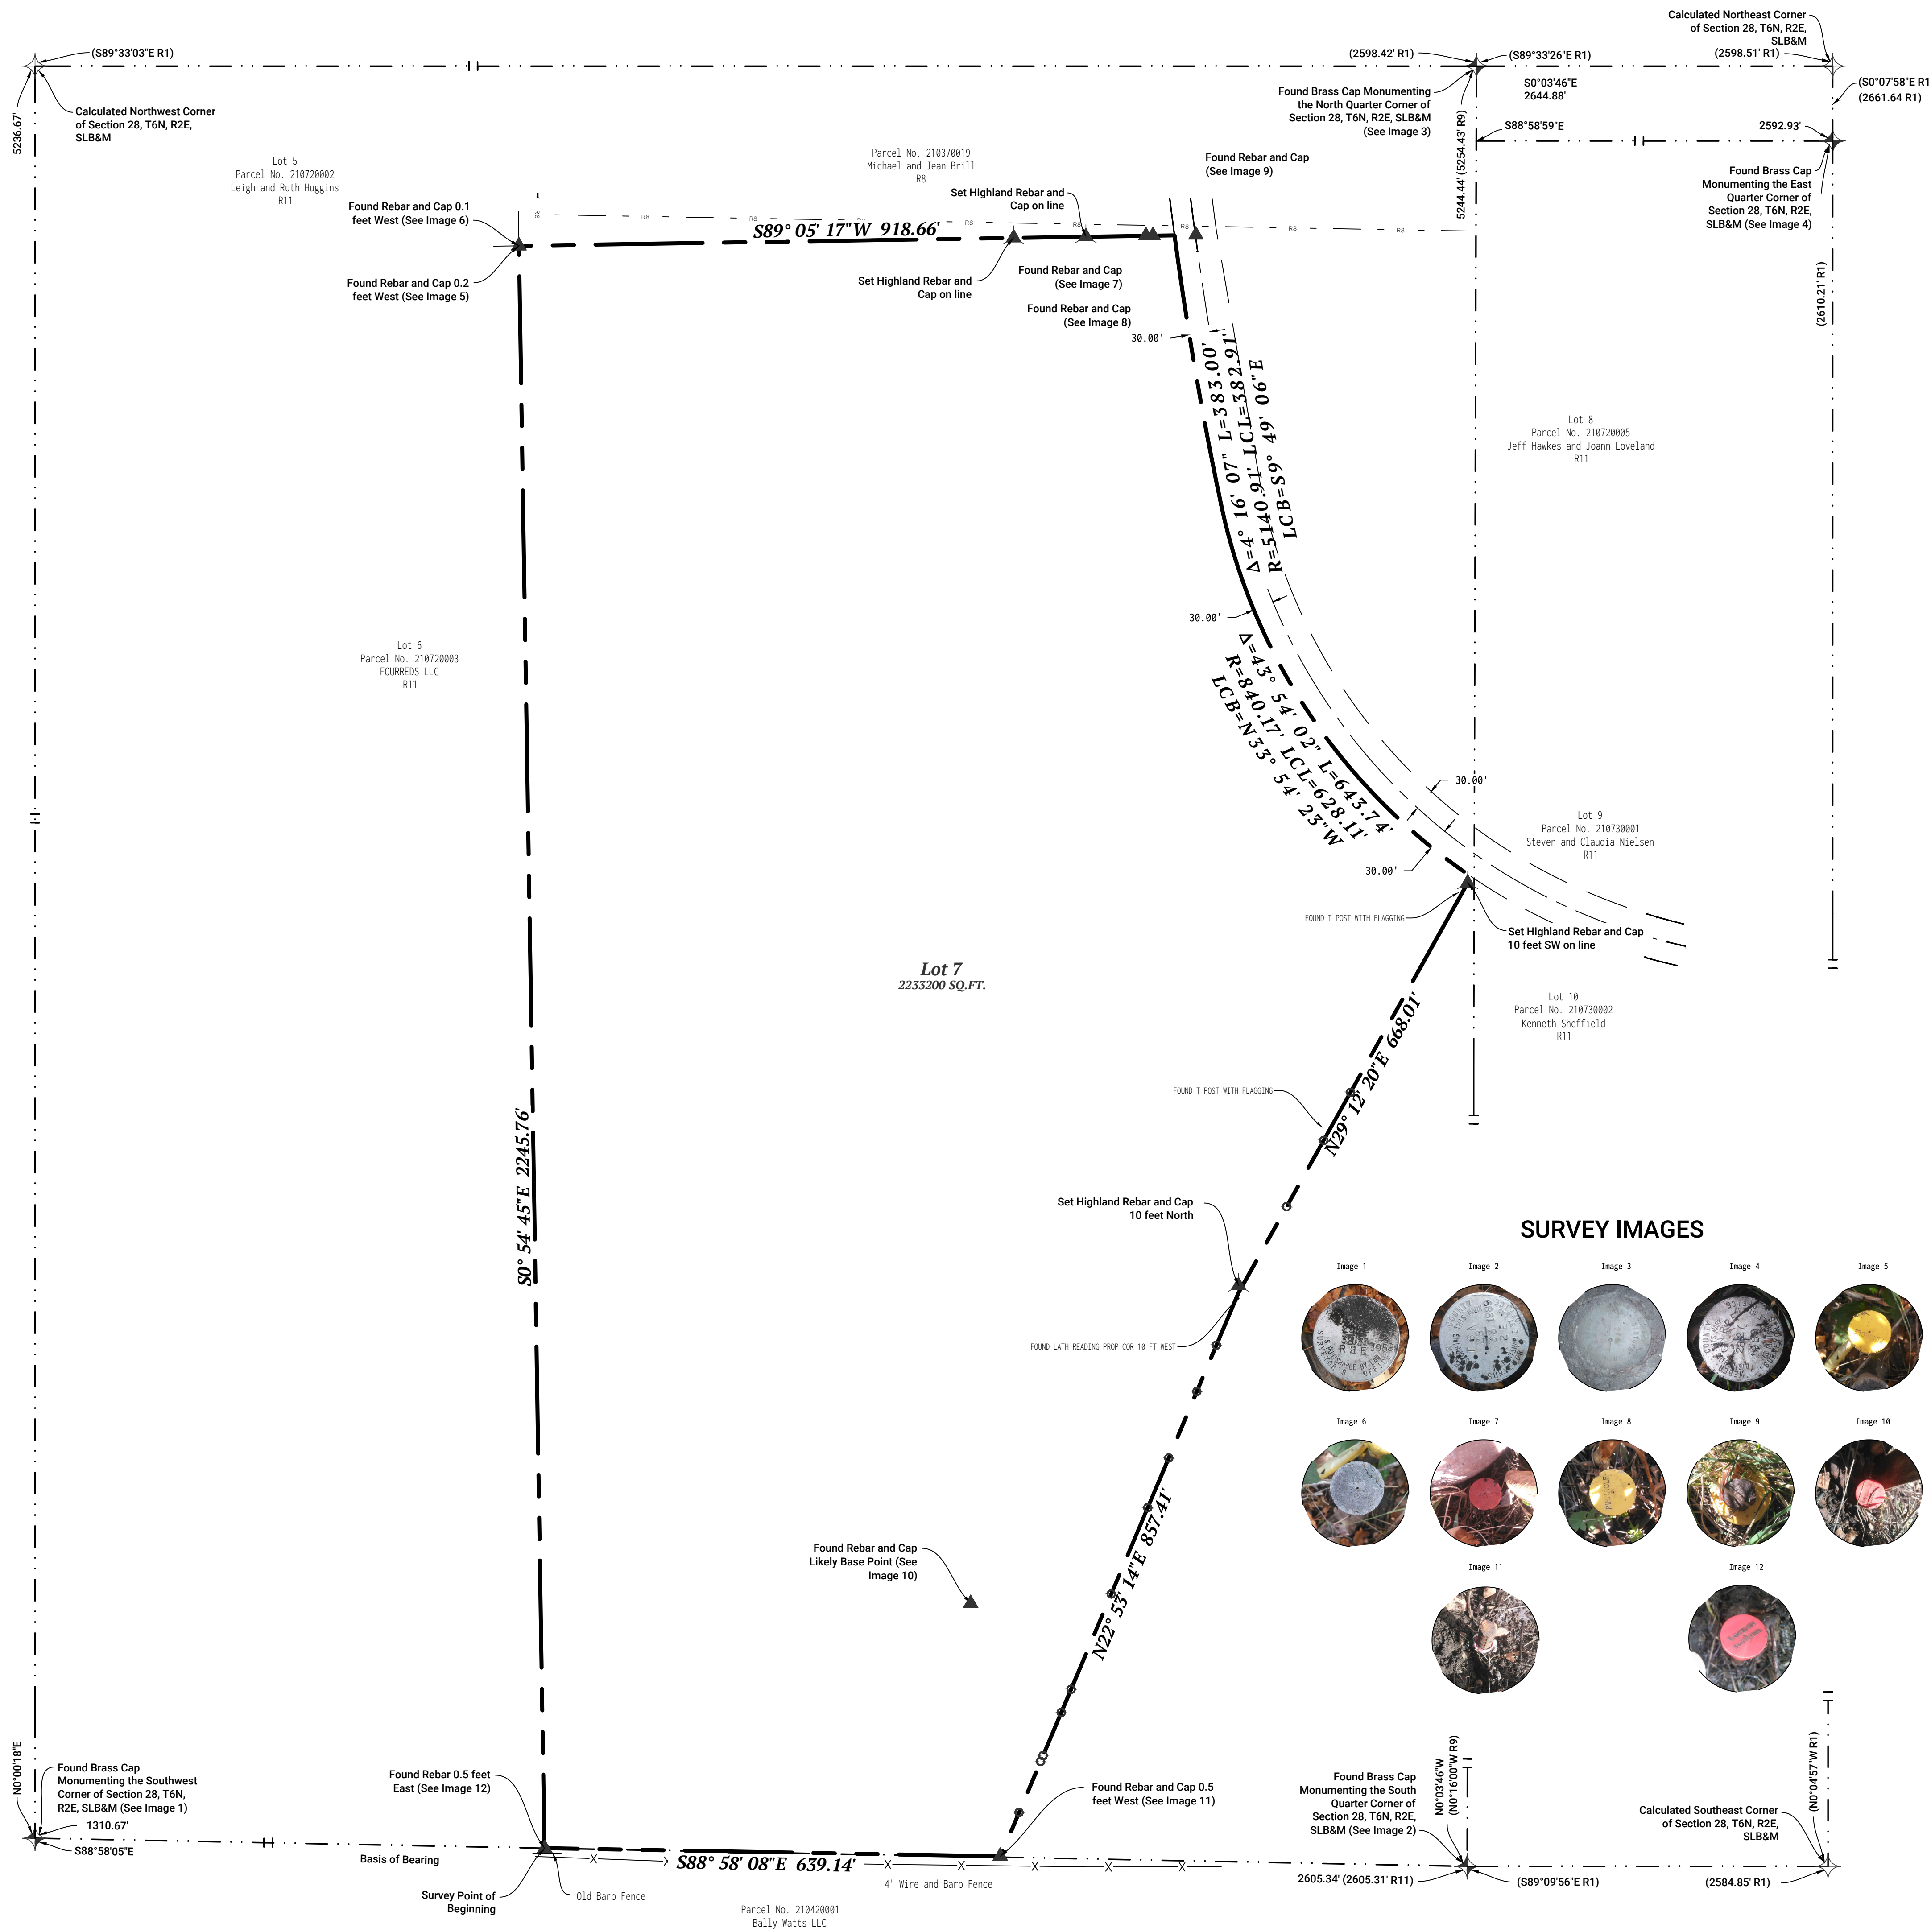 Calculated Northeast Corner
of Section 28, T6N, R2E,
SLB&M
(S89°33'03"E R1)
(2598.42' R1)
(S89°33'26"E R1)
(2598.51' R1)
5236.67'
Calculated Northwest Corner
of Section 28, T6N, R2E,
SLB&M
Found Brass Cap Monumenting
the North Quarter Corner of
Section 28, T6N, R2E, SLB&M
(See Image 3)
S0°03'46"E
2644.88'
(S0°07'58"E R1
(2661.64 R1)
5244.44' (5254.43' R9)
S88°58'59"E
2592.93'
Found Brass Cap
Monumenting the East
Quarter Corner of
Section 28, T6N, R2E,
SLB&M (See Image 4)
(2610.21' R1)
Lot 5
Parcel No. 210720002
Leigh and Ruth Huggins
R11
Parcel No. 210370019
Michael and Jean Brill
R8
Found Rebar and Cap
(See Image 9)
Found Rebar and Cap 0.1
feet West (See Image 6)
Set Highland Rebar and
Cap on line
R8
R8
R8
R8
R8
R8
R8
R8
R8
S89° 05' 17"W 918.66'
Found Rebar and Cap 0.2
feet West (See Image 5)
Set Highland Rebar and
Cap on line
Found Rebar and Cap
(See Image 7)
Found Rebar and Cap
(See Image 8)
30.00'
Δ=4° 16' 07" L=383.00'
R=5140.91' LCL=382.91'
LCB=S9° 49' 06"E
Lot 8
Parcel No. 210720005
Jeff Hawkes and Joann Loveland
R11
30.00'
Lot 6
Parcel No. 210720003
FOURREDS LLC
R11
Δ=43° 54' 02" L=643.74'
R=840.17' LCL=628.11'
LCB=N33° 54' 23"W
30.00'
30.00'
Lot 9
Parcel No. 210730001
Steven and Claudia Nielsen
R11
FOUND T POST WITH FLAGGING
Set Highland Rebar and Cap
10 feet SW on line
Lot 7
2233200 SQ.FT.
Lot 10
Parcel No. 210730002
Kenneth Sheffield
R11
N29° 12' 20"E 668.01'
FOUND T POST WITH FLAGGING
S0° 54' 45"E 2245.76'
Set Highland Rebar and Cap
10 feet North
FOUND LATH READING PROP COR 10 FT WEST
SURVEY IMAGES
Image 1
Image 2
Image 3
Image 4
Image 5
Image 6
Image 7
Image 8
Image 9
Image 10
PINNACLE
Image 11
Image 12
N22° 53' 14"E 857.41'
Found Rebar and Cap
Likely Base Point (See
Image 10)
N0°00'18"E
Found Brass Cap
Monumenting the Southwest
Corner of Section 28, T6N,
R2E, SLB&M (See Image 1)
1310.67'
S88°58'05"E
Found Rebar 0.5 feet
East (See Image 12)
Found Rebar and Cap 0.5
feet West (See Image 11)
Found Brass Cap
Monumenting the South
Quarter Corner of
Section 28, T6N, R2E,
SLB&M (See Image 2)
N0°03'46"W
(N0°16'00"W R9)
(N0°04'57"W R1)
Calculated Southeast Corner
of Section 28, T6N, R2E,
SLB&M
Basis of Bearing
S88° 58' 08"E 639.14'
2605.34' (2605.31' R11)
(S89°09'56"E R1)
(2584.85' R1)
Survey Point of
Beginning
Old Barb Fence
4' Wire and Barb Fence
Parcel No. 210420001
Bally Watts LLC